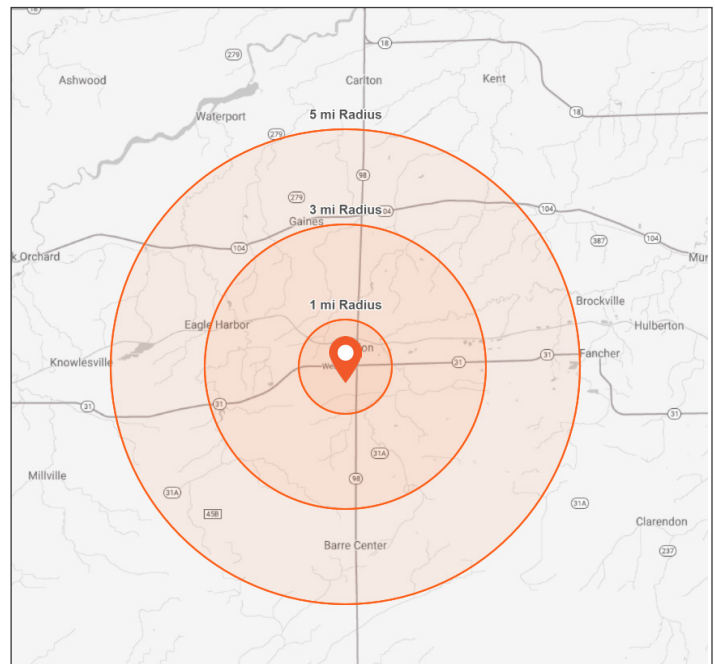 18
279
Ashwood
Carlton
Kent
Waterport
5 mi Radius
18
279
98
279
3 mi Radius
104
104
Gaines
104
387
104
k Orchard
Mur
1 mi Radius
Brockville
Eagle Harbor
Hulberton
on
We
Knowlesville
31
31
Fancher
31
31
31
31A
Millville
98
31A
45B
31A
Clarendon
Barre Center
237